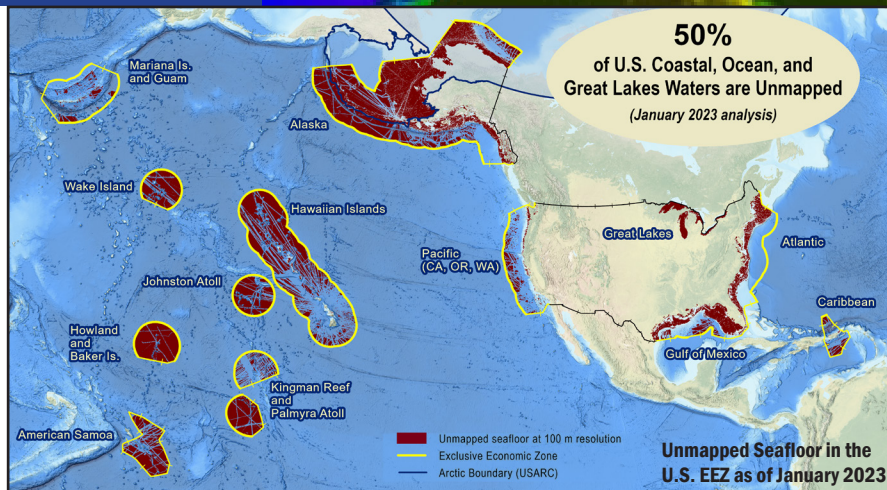 50%
of U.S. Coastal, Ocean, and
Great Lakes Waters are Unmapped
(January 2023 analysis)
Mariana Is.
and Guam
Alaska
Wake Island
Hawaiian Islands
Great Lakes
Pacific
(CA, OR, WA)
Atlantic
Johnston Atoll
Caribbean
Howland
and
Baker Is.
Gulf of Mexico
Kingman Reef
and
Palmyra Atoll
American Samoa
Unmapped seafloor at 100 m resolution
Exclusive Economic Zone
Arctic Boundary (USARC)
Unmapped Seafloor in the
U.S. EEZ as of January 2023